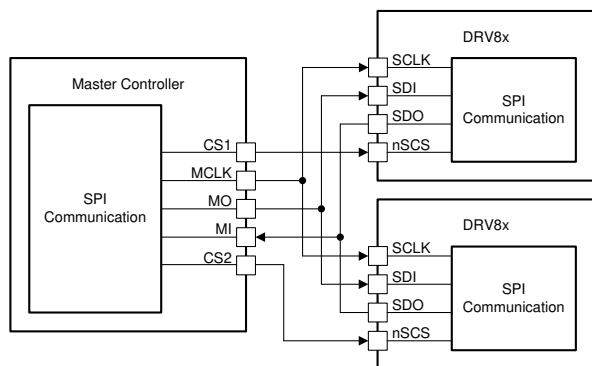 Master Controller
SPI
Communication
CS1
MCLK
MO
MI
CS2
DRV8x
SCLK
SDI
SDO
nSCS
SPI
Communication
DRV8x
SCLK
SDI
SDO
nSCS
SPI
Communication